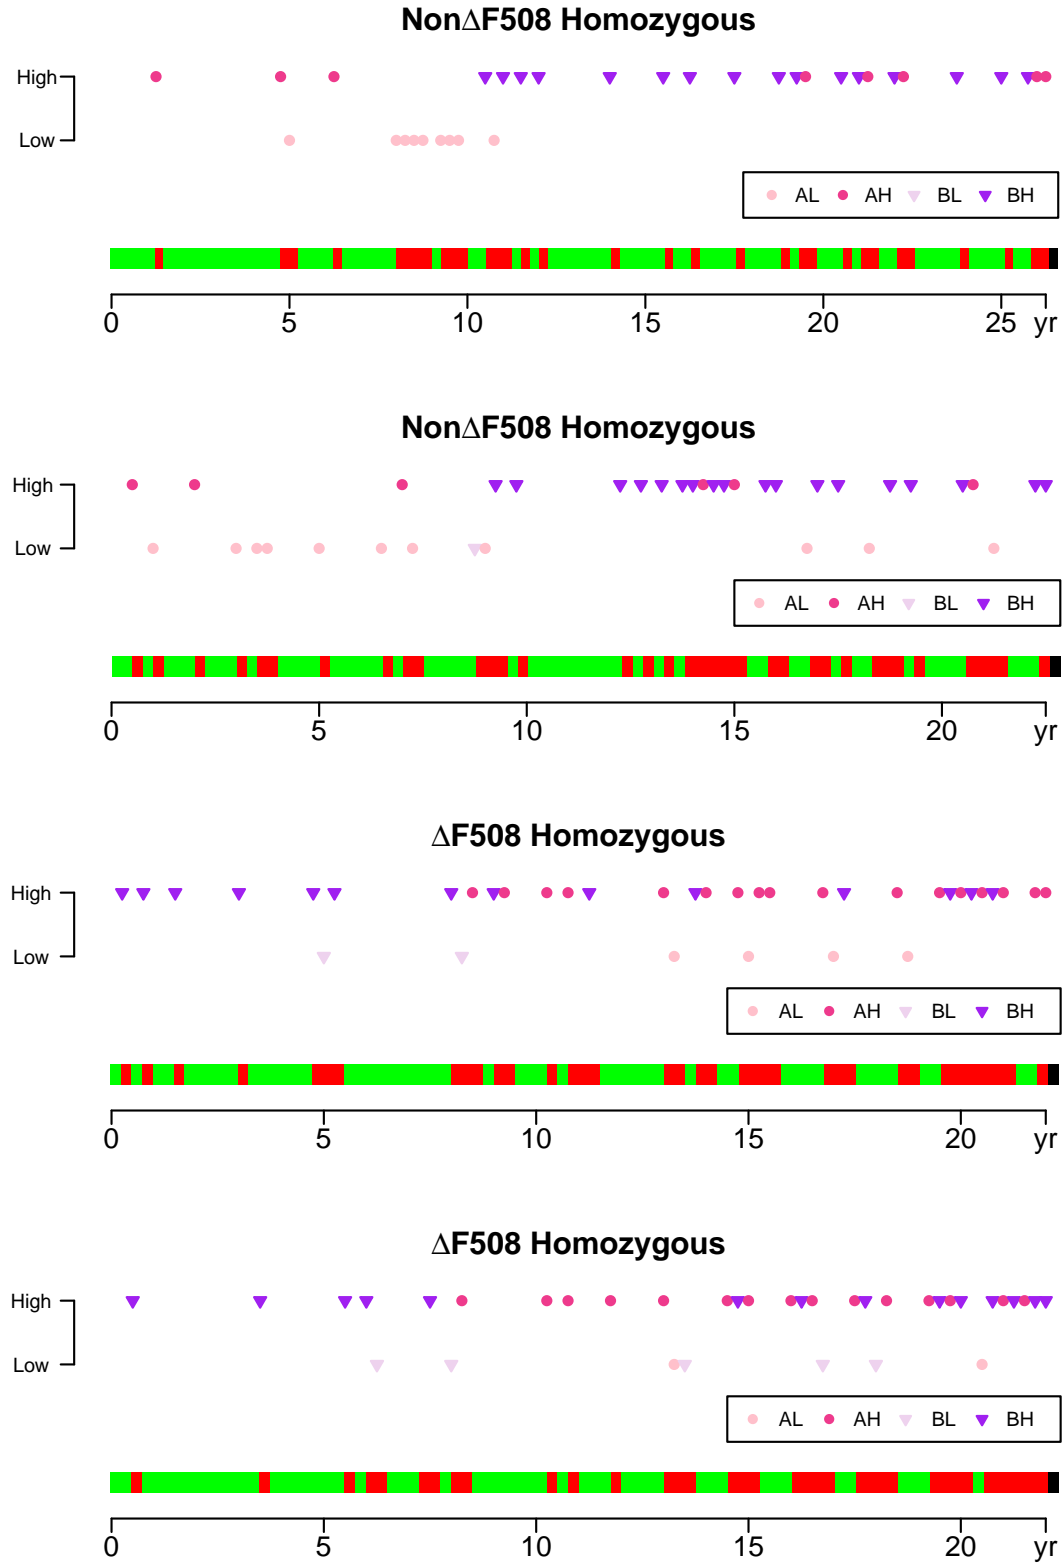 NonΔF508 Homozygous
High
Low
AL AH BL BH
0 5 10 15 20 25 yr
NonΔF508 Homozygous
High
Low
AL AH BL BH
0 5 10 15 20 yr
ΔF508 Homozygous
High
Low
AL AH BL BH
0 5 10 15 20 yr
ΔF508 Homozygous
High
Low
AL AH BL BH
0 5 10 15 20 yr